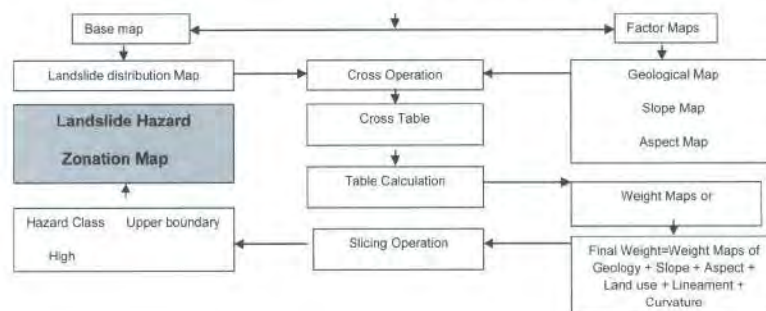 Base map
Factor Maps
Landslide distribution Map
Cross Operation
Geological Map
Slope Map
Aspect Map
Landslide Hazard
Zonation Map
Cross Table
Table Calculation
Weight Maps or
Hazard Class Upper boundary
High
Slicing Operation
Final Weight=Weight Maps of
Geology + Slope + Aspect +
Land use + Lineament +
Curvature